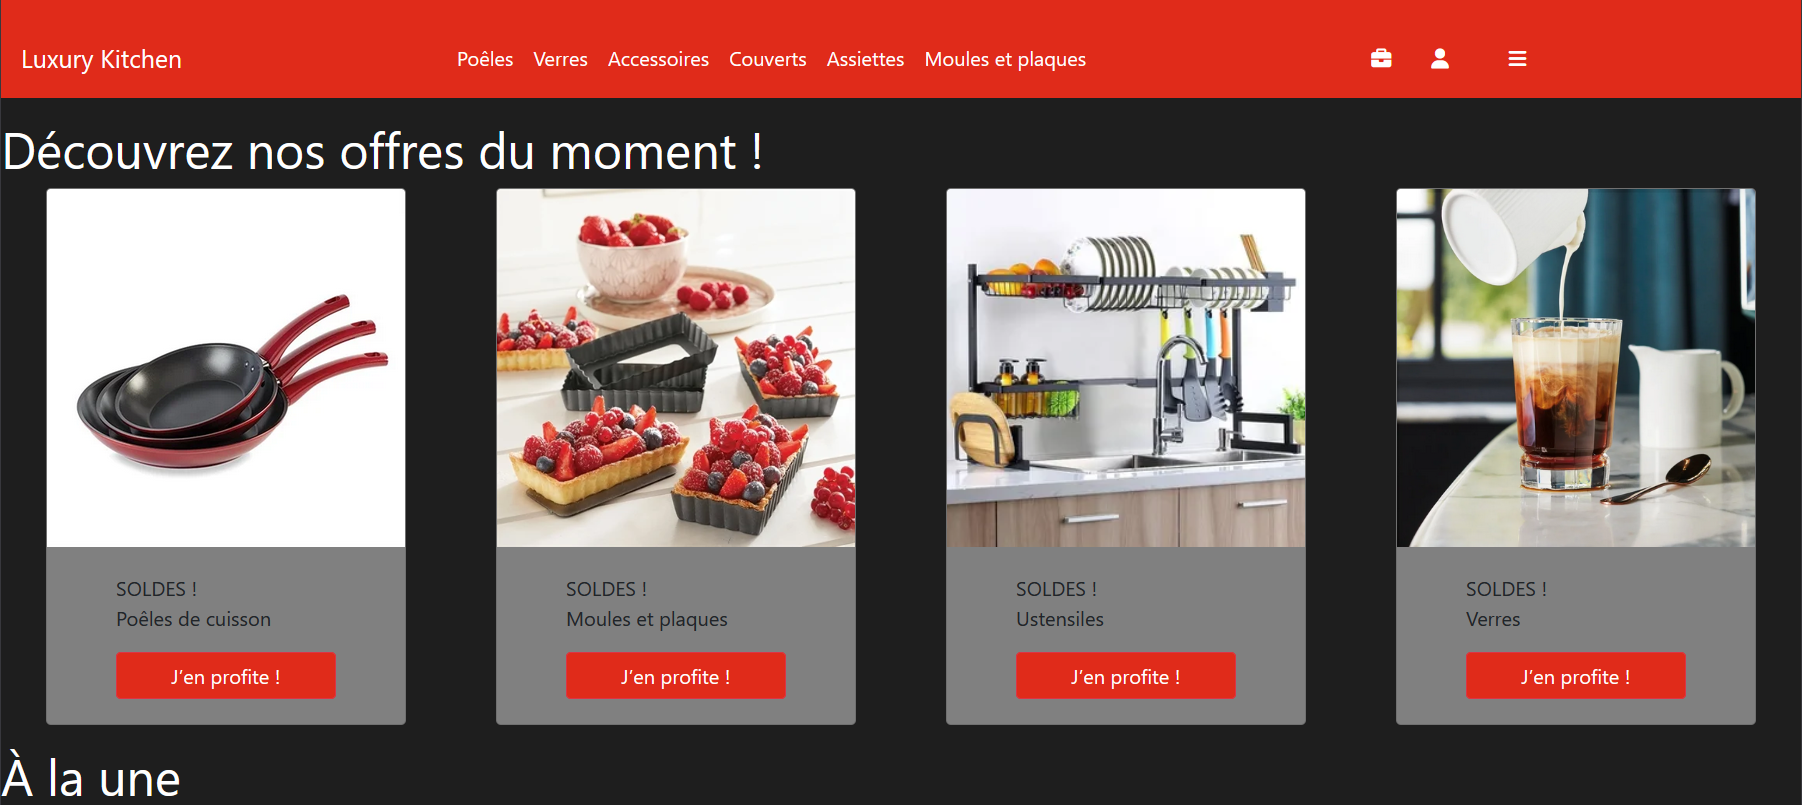 Luxury Kitchen
Poêles Verres Accessoires Couverts Assiettes Moules et plaques
Découvrez nos offres du moment !
SOLDES !
Poêles de cuisson
J’en profite !
SOLDES !
Moules et plaques
J’en profite !
SOLDES !
Ustensiles
J’en profite !
SOLDES !
Verres
J’en profite !
À la une